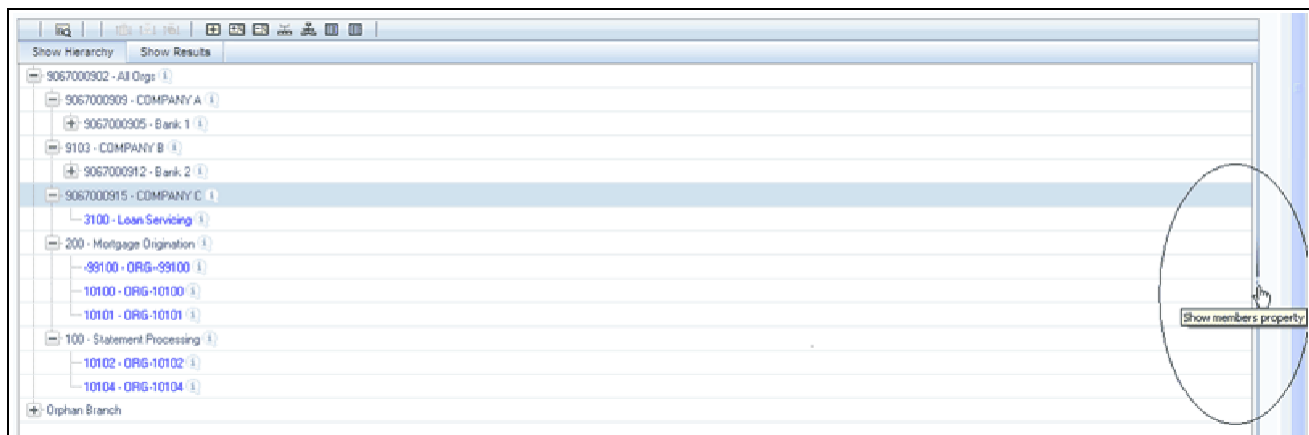 Show Hierarchy Show Results
9067000902 - All Orgs
9067000909 - COMPANY A
9067000905 - Bank 1
9103 - COMPANY B
9067000912 - Bank 2
9067000915 - COMPANY C
3100 - Loan Servicing
200 - Mortgage Origination
-99100 - ORG--99100
10100 - ORG-10100
Show members property
10101 - ORG-10101
100 - Statement Processing
10102 - ORG-10102
10104 - ORG-10104
Orphan Branch